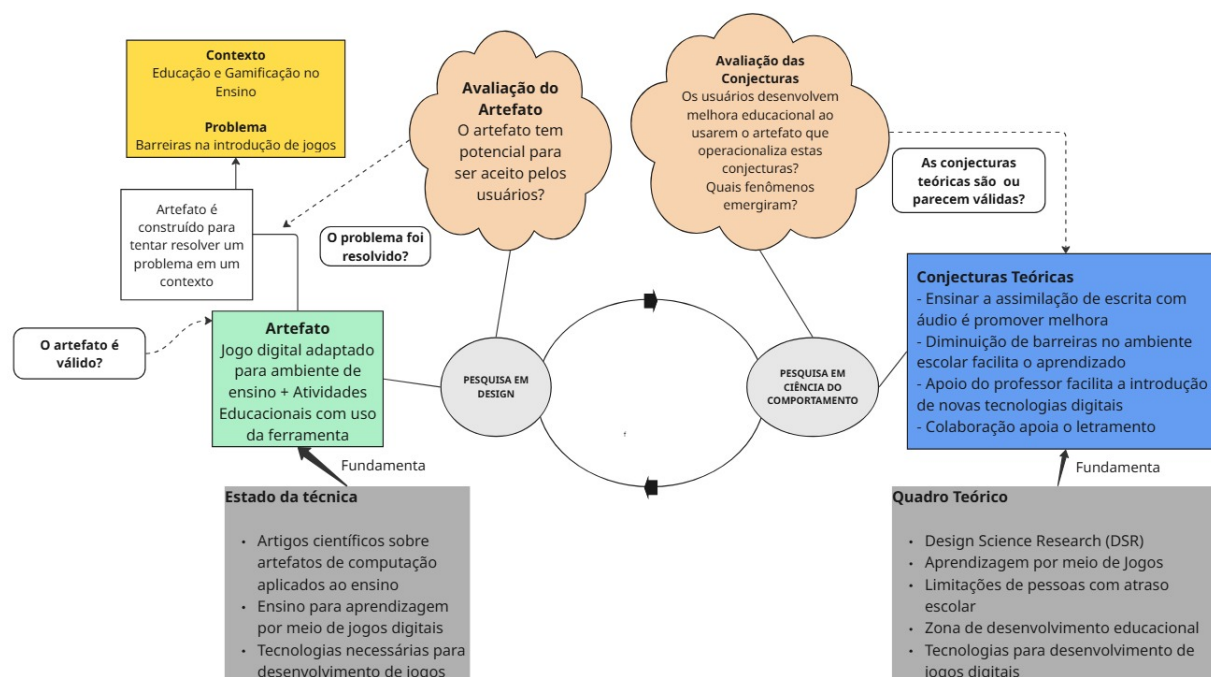 Contexto
Educação e Gamificação no
Ensino
Problema
Barreiras na introdução de jogos
Artefato é
construído para
tentar resolver um
problema em um
contexto
O artefato é
válido?
Artefato
Jogo digital adaptado
para ambiente de
ensino + Atividades
Educacionais com uso
da ferramenta
Fundamenta
Estado da técnica
• Artigos científicos sobre
artefatos de computação
aplicados ao ensino
• Ensino para aprendizagem
por meio de jogos digitais
• Tecnologias necessárias para
desenvolvimento de jogos
Avaliação do
Artefato
O artefato tem
potencial para
ser aceito pelos
usuários?
O problema foi
resolvido?
PESQUISA EM
DESIGN
Avaliação das
Conjecturas
Os usuários desenvolvem
melhora educacional ao
usarem o artefato que
operacionaliza estas
conjecturas?
Quais fenômenos
emergiram?
PESQUISA EM
CIÊNCIA DO
COMPORTAMENTO
As conjecturas
teóricas são ou
parecem válidas?
Conjecturas Teóricas
- Ensinar a assimilação de escrita com
áudio é promover melhora
- Diminuição de barreiras no ambiente
escolar facilita o aprendizado
- Apoio do professor facilita a introdução
de novas tecnologias digitais
- Colaboração apoia o letramento
Fundamenta
Quadro Teórico
• Design Science Research (DSR)
• Aprendizagem por meio de Jogos
• Limitações de pessoas com atraso
escolar
• Zona de desenvolvimento educacional
• Tecnologias para desenvolvimento de
jogos digitais